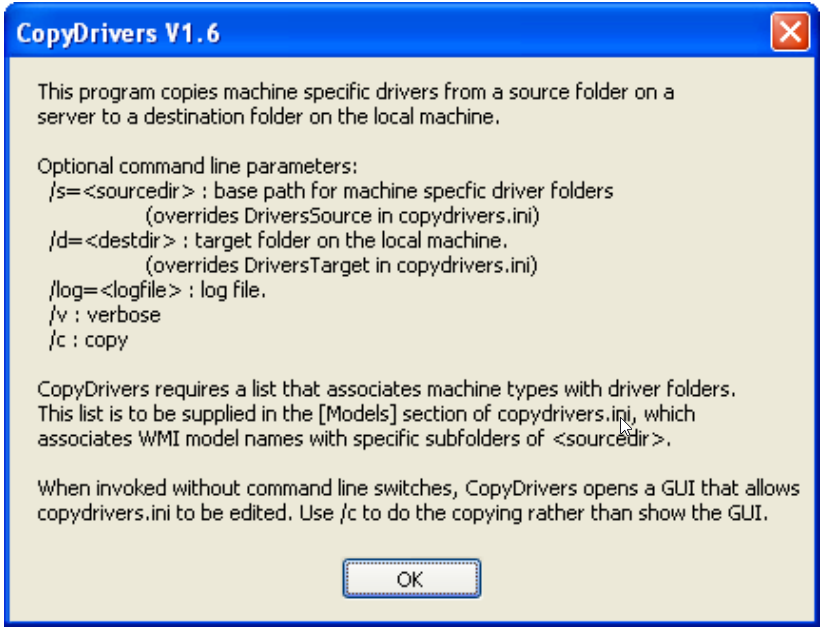 CopyDrivers V1.6
This program copies machine specific drivers from a source folder on a
server to a destination folder on the local machine.
Optional command line parameters:
/s=<sourcedir> : base path for machine specfic driver folders
(overrides DriversSource in copydrivers.ini)
/d=<destdir> : target folder on the local machine.
(overrides DriversTarget in copydrivers.ini)
/log=<logfile> : log file.
/v : verbose
/c : copy
CopyDrivers requires a list that associates machine types with driver folders.
This list is to be supplied in the [Models] section of copydrivers.ini, which
associates WMI model names with specific subfolders of <sourcedir>.
When invoked without command line switches, CopyDrivers opens a GUI that allows
copydrivers.ini to be edited. Use /c to do the copying rather than show the GUI.
OK